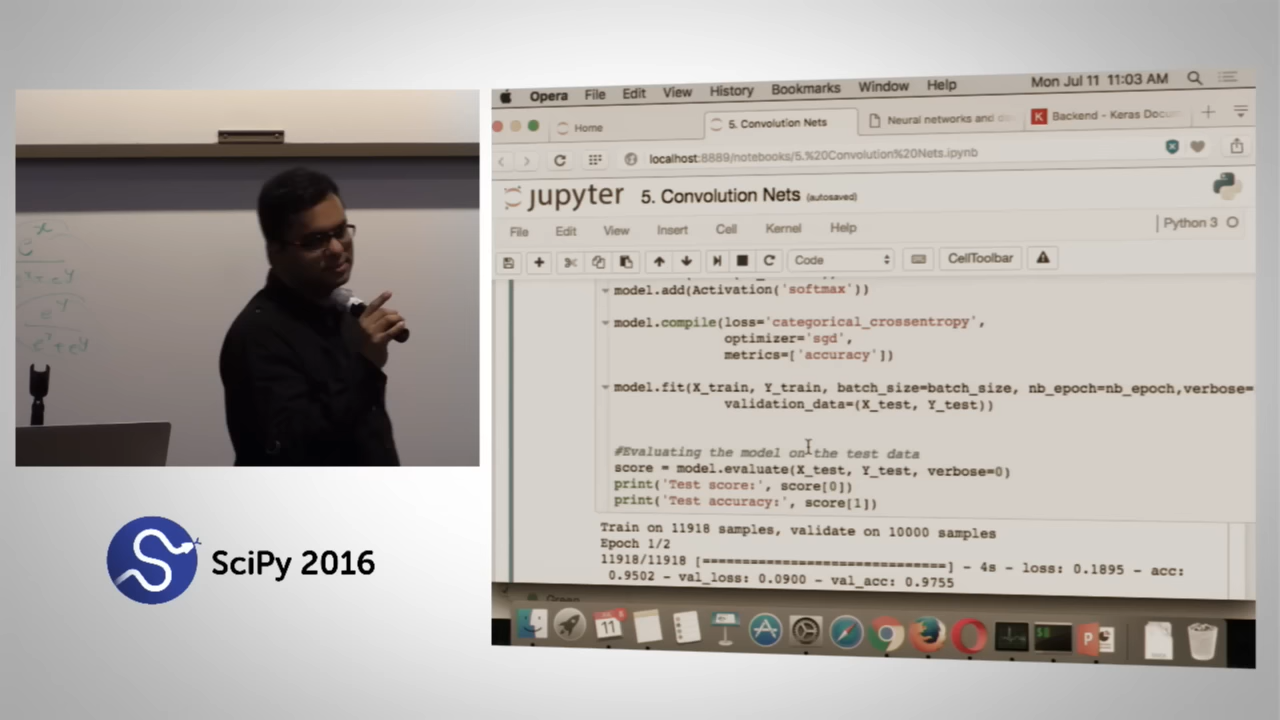 Opera File Edit View History Bookmarks Window Help Mon Jul 11 11:03 AM
Home 5. Convolution Nets Neural networks and Backend - Keras Docum
localhost:8889/notebooks/5.%20Convolution%20Nets.ipynb
jupyter 5. Convolution Nets (autosaved)
File Edit View Insert Cell Kernel Help Python 3
Code CellToolbar
model.add(Activation('softmax'))
model.compile(loss='categorical_crossentropy',
optimizer='sgd',
metrics=['accuracy'])
model.fit(X_train, Y_train, batch_size=batch_size, nb_epoch=nb_epoch,verbose=
validation_data=(X_test, Y_test))
#Evaluating the model on the test data
score = model.evaluate(X_test, Y_test, verbose=0)
print('Test score:', score[0])
print('Test accuracy:', score[1])
Train on 11918 samples, validate on 10000 samples
Epoch 1/2
11918/11918 [==============================] - 4s - loss: 0.1895 - acc:
0.9502 - val_loss: 0.0900 - val_acc: 0.9755
11
SciPy 2016